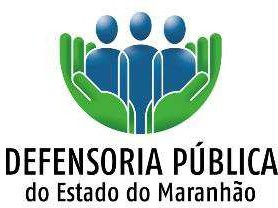 DEFENSORIA PÚBLICA
do Estado do Maranhão